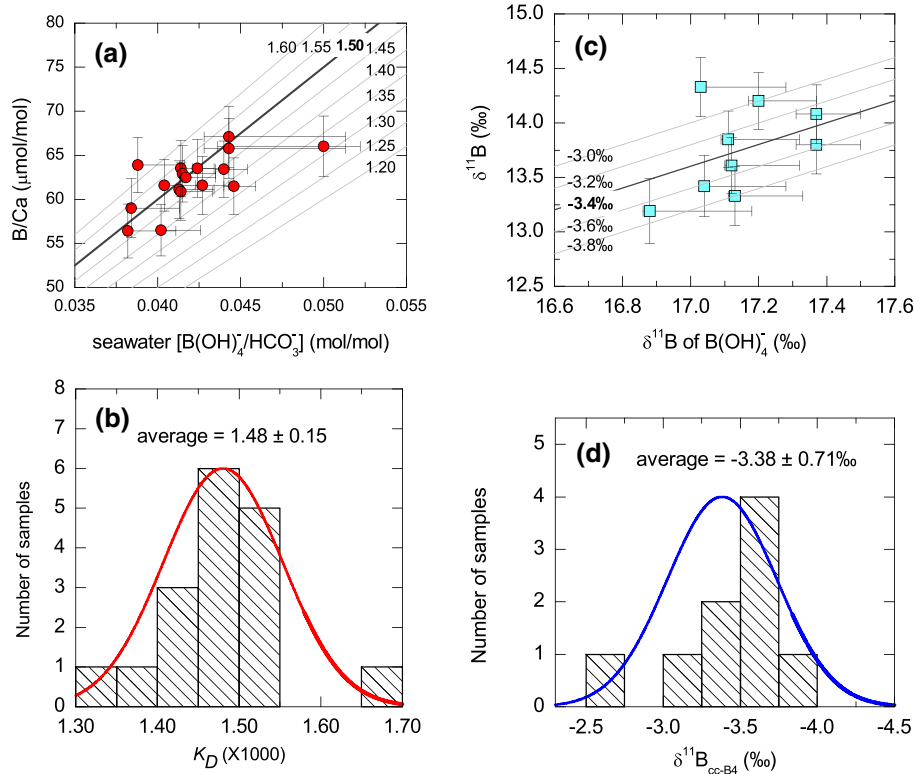 (a)
1.60 1.55 1.50 1.45
1.40
1.35
1.30
1.25
1.20
80
75
70
65
60
55
50
B/Ca (μmol/mol)
0.035 0.040 0.045 0.050 0.055
seawater [B(OH)₄⁻/HCO₃⁻] (mol/mol)
(c)
15.0
14.5
14.0
13.5
13.0
12.5
δ¹¹B (‰)
-3.0‰
-3.2‰
-3.4‰
-3.6‰
-3.8‰
16.6 16.8 17.0 17.2 17.4 17.6
δ¹¹B of B(OH)₄⁻ (‰)
(b)
average = 1.48 ± 0.15
8
7
6
5
4
3
2
1
0
Number of samples
1.30 1.40 1.50 1.60 1.70
K_D (X1000)
(d)
average = -3.38 ± 0.71‰
5
4
3
2
1
0
Number of samples
-2.5 -3.0 -3.5 -4.0 -4.5
δ¹¹B_cc-B4 (‰)